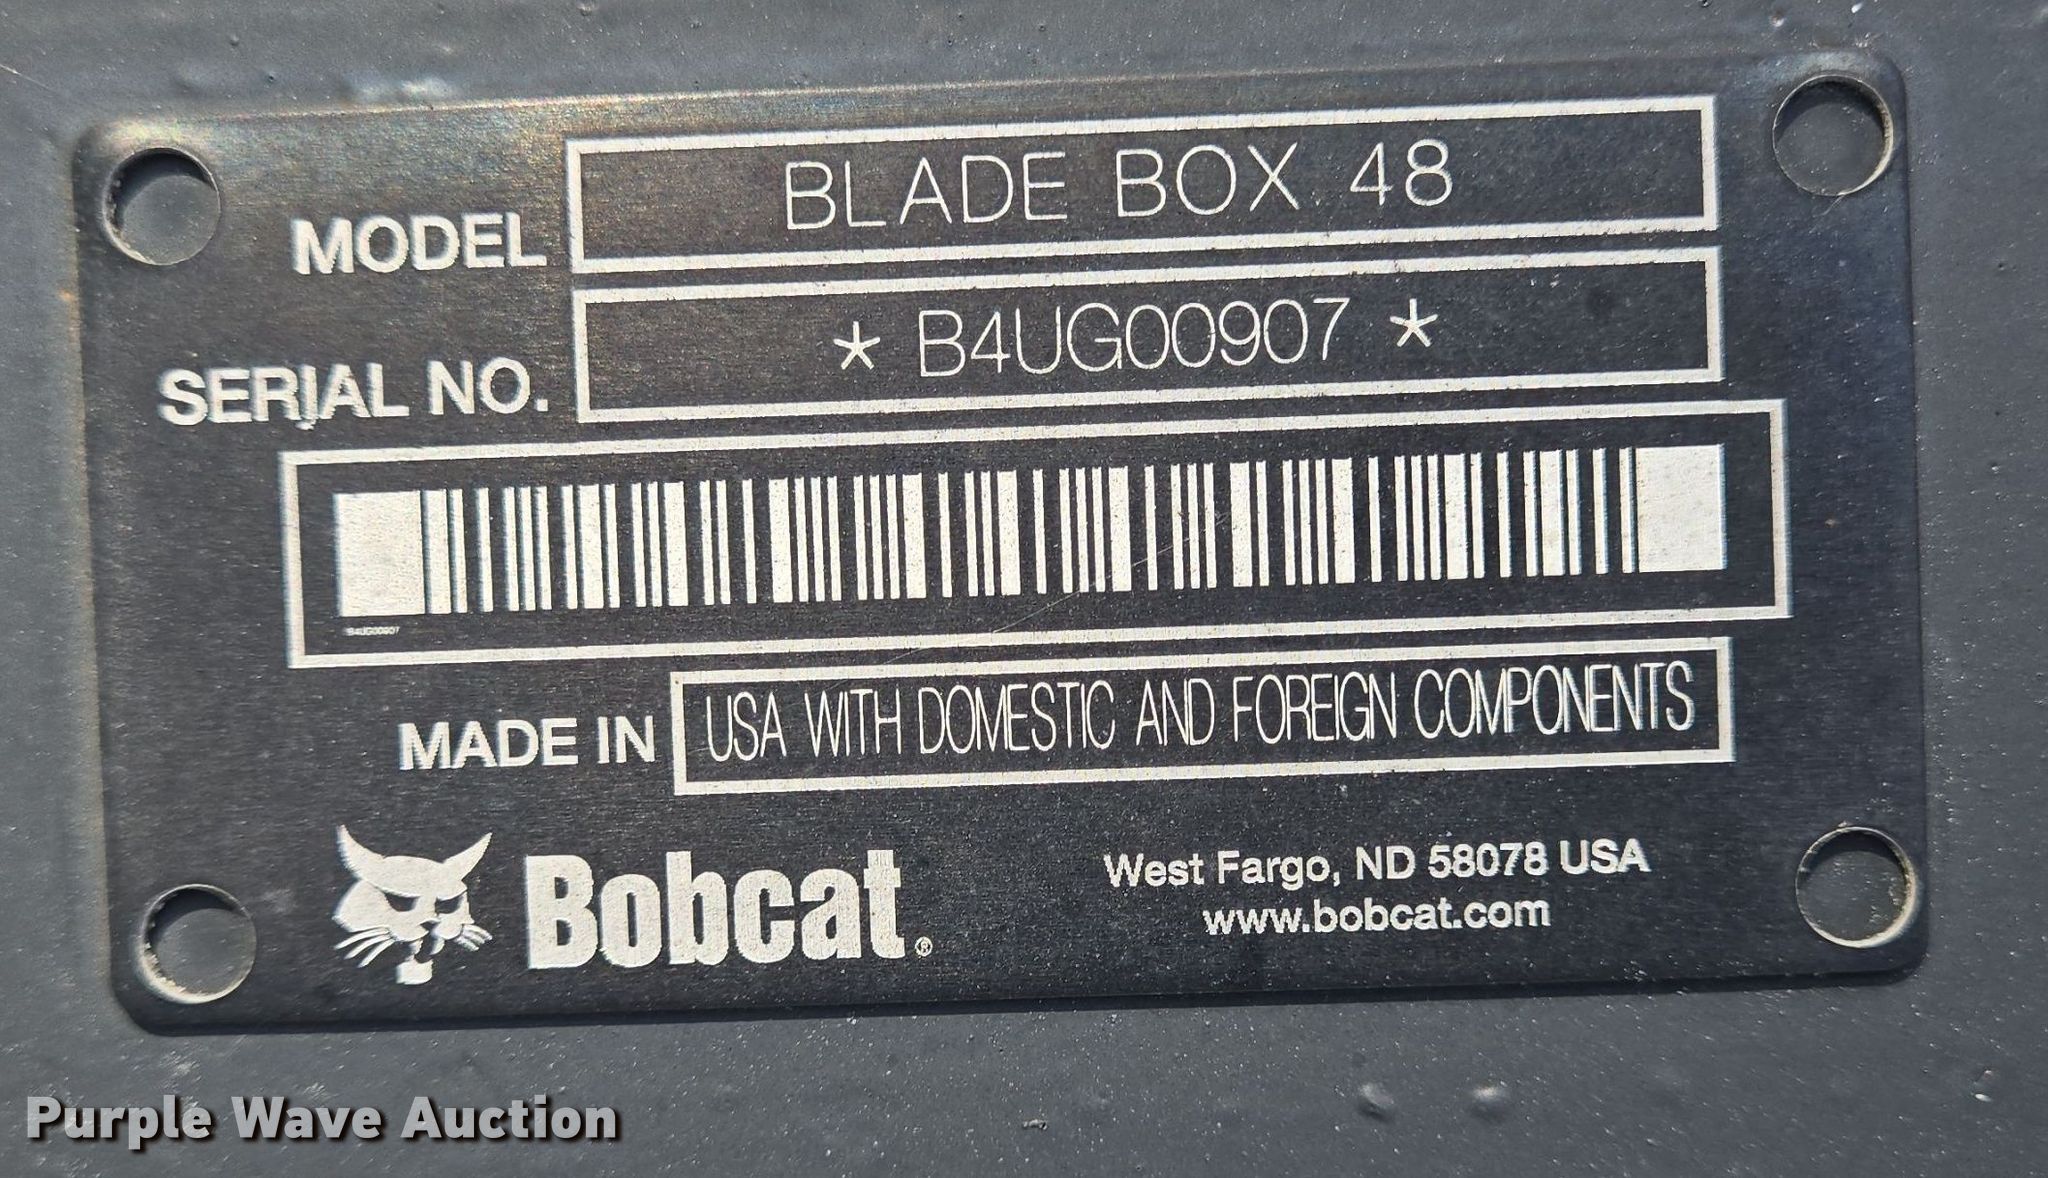 MODEL BLADE BOX 48
SERIAL NO. * B4UG00907 *
B4UG00907
MADE IN USA WITH DOMESTIC AND FOREIGN COMPONENTS
Bobcat®
West Fargo, ND 58078 USA
www.bobcat.com
Purple Wave Auction